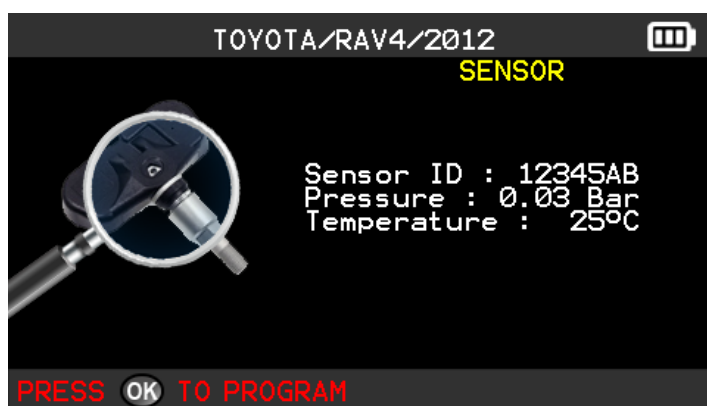 TOYOTA/RAV4/2012
SENSOR
Sensor ID : 12345AB
Pressure : 0.03 Bar
Temperature : 25ºC
PRESS OK TO PROGRAM